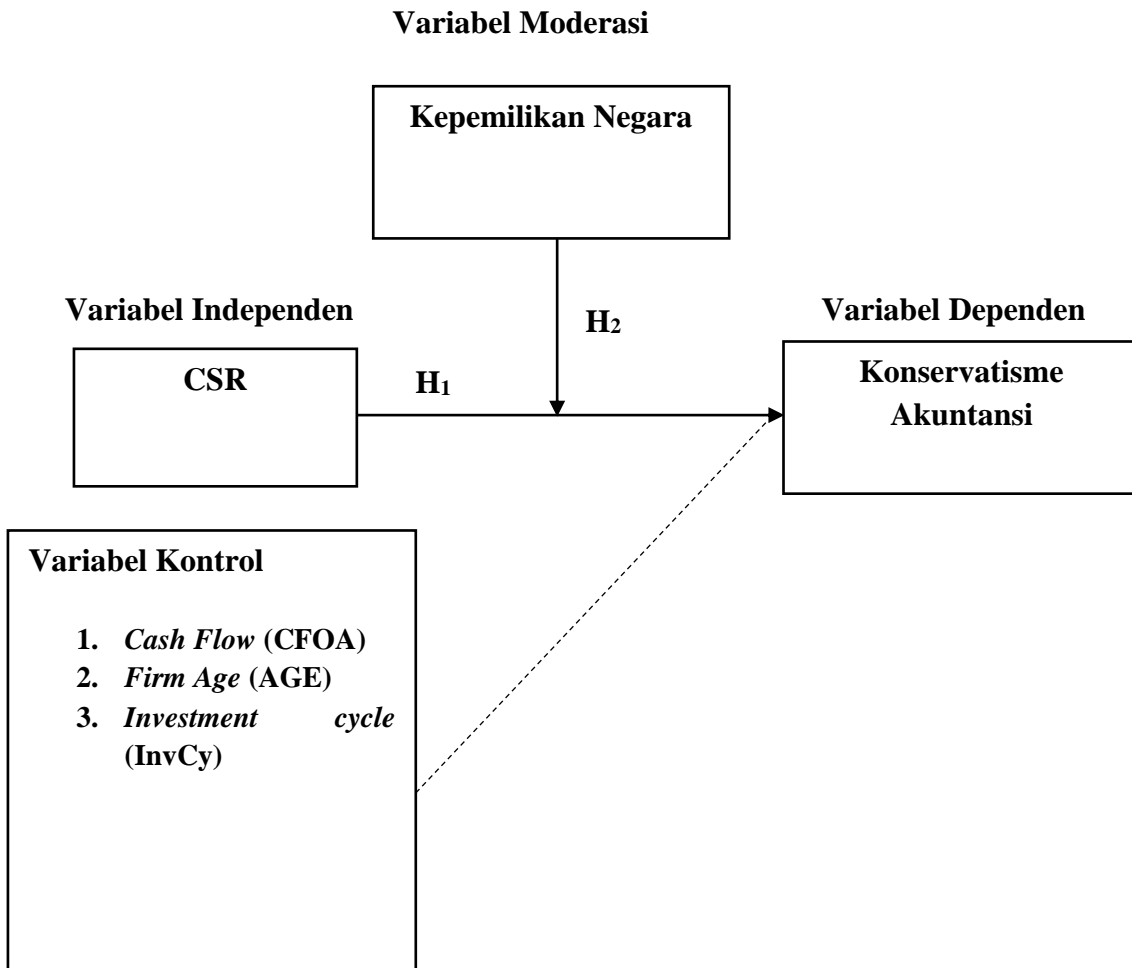 Variabel Moderasi
Kepemilikan Negara
Variabel Independen
H2
Variabel Dependen
CSR
H1
Konservatisme
Akuntansi
Variabel Kontrol
1. Cash Flow (CFOA)
2. Firm Age (AGE)
3. Investment cycle
(InvCy)